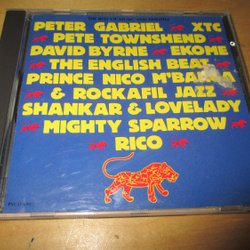 PETER GABRIEL XTC
PETE TOWNSHEND
DAVID BYRNE EKOME
THE ENGLISH BEAT
PRINCE NICO M'BARGA
& ROCKAFIL JAZZ
SHANKAR & LOVELADY
MIGHTY SPARROW
RICO